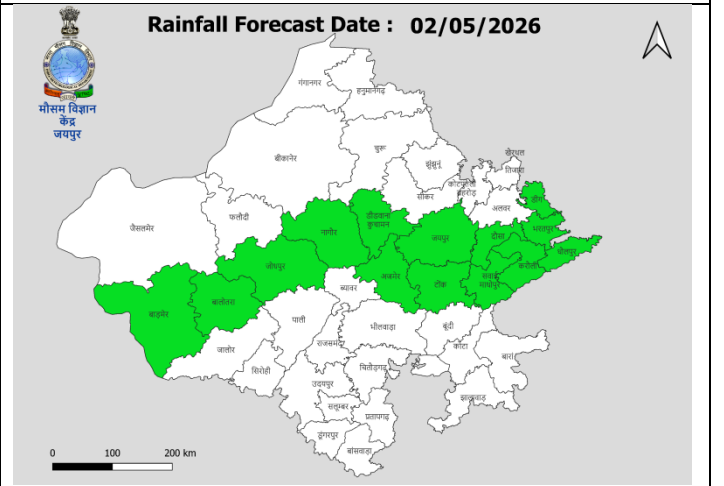 Rainfall Forecast Date : 02/05/2026
मौसम विज्ञान
केंद्र
जयपुर
गंगानगर
हनुमानगढ़
बीकानेर
चुरू
झुंझुनूं
खैरथल
तिजारा
कोटपूतली
बहरोड़
सीकर
अलवर
डीग
जैसलमेर
फलौदी
नागौर
डीडवाना
कुचामन
जयपुर
दौसा
भरतपुर
धौलपुर
करौली
सवाई
माधोपुर
जोधपुर
अजमेर
टोंक
ब्यावर
बाड़मेर
बालोतरा
पाली
भीलवाड़ा
बूंदी
कोटा
बारां
जालोर
सिरोही
राजसमंद
चितौड़गढ़
झालावाड़
उदयपुर
सलूम्बर
प्रतापगढ़
डूंगरपुर
बांसवाड़ा
0 100 200 km